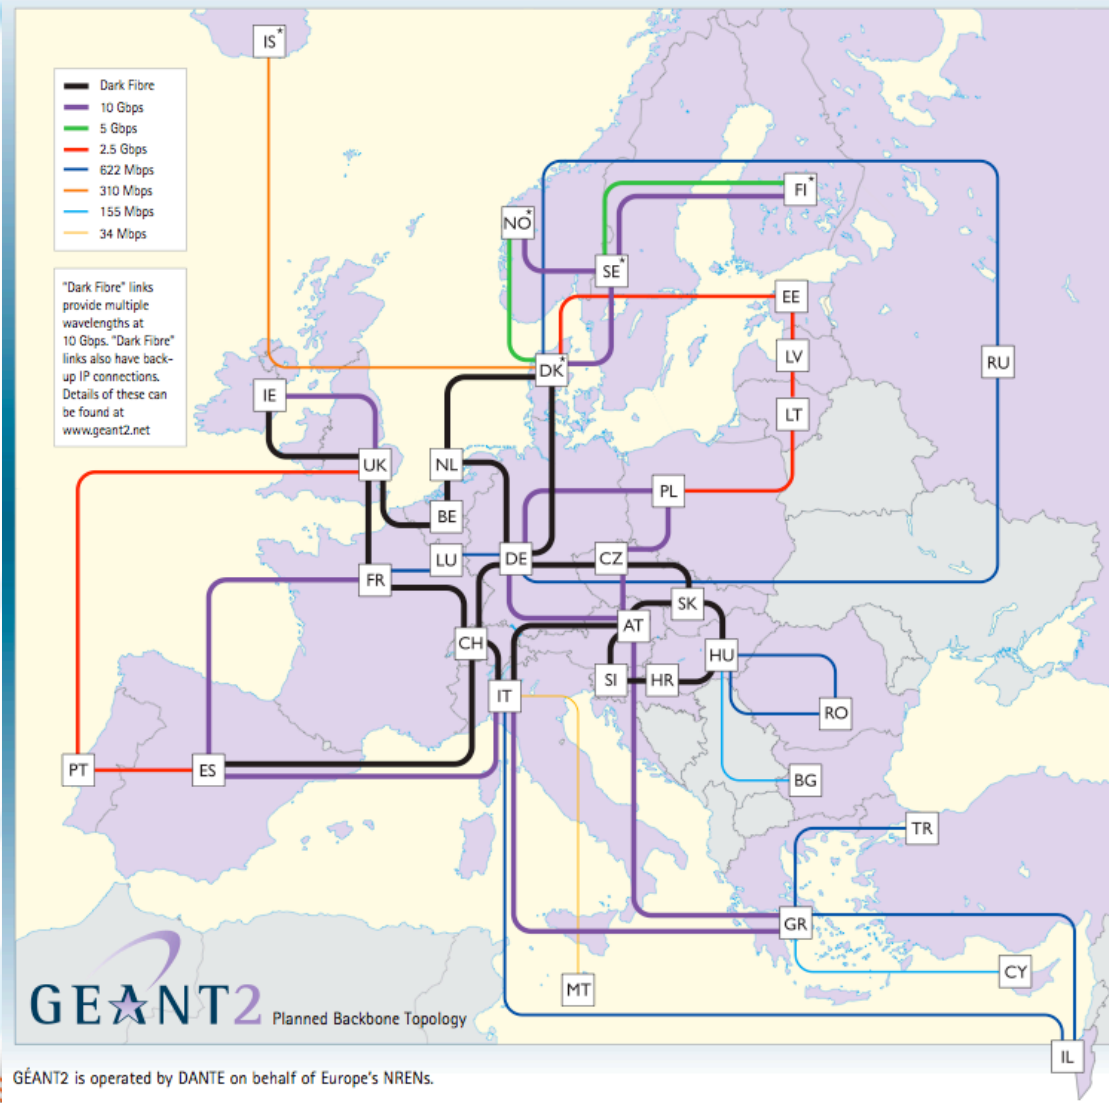 IS*
Dark Fibre
10 Gbps
5 Gbps
2.5 Gbps
622 Mbps
310 Mbps
155 Mbps
34 Mbps
"Dark Fibre" links
provide multiple
wavelengths at
10 Gbps. "Dark Fibre"
links also have back-
up IP connections.
Details of these can
be found at
www.geant2.net
FI*
NO*
SE*
EE
LV
RU
DK*
IE
LT
UK
NL
PL
BE
LU
DE
CZ
FR
SK
AT
CH
HU
SI
HR
IT
RO
PT
ES
BG
TR
GR
CY
MT
GEANT2 Planned Backbone Topology
IL
GÉANT2 is operated by DANTE on behalf of Europe's NRENs.